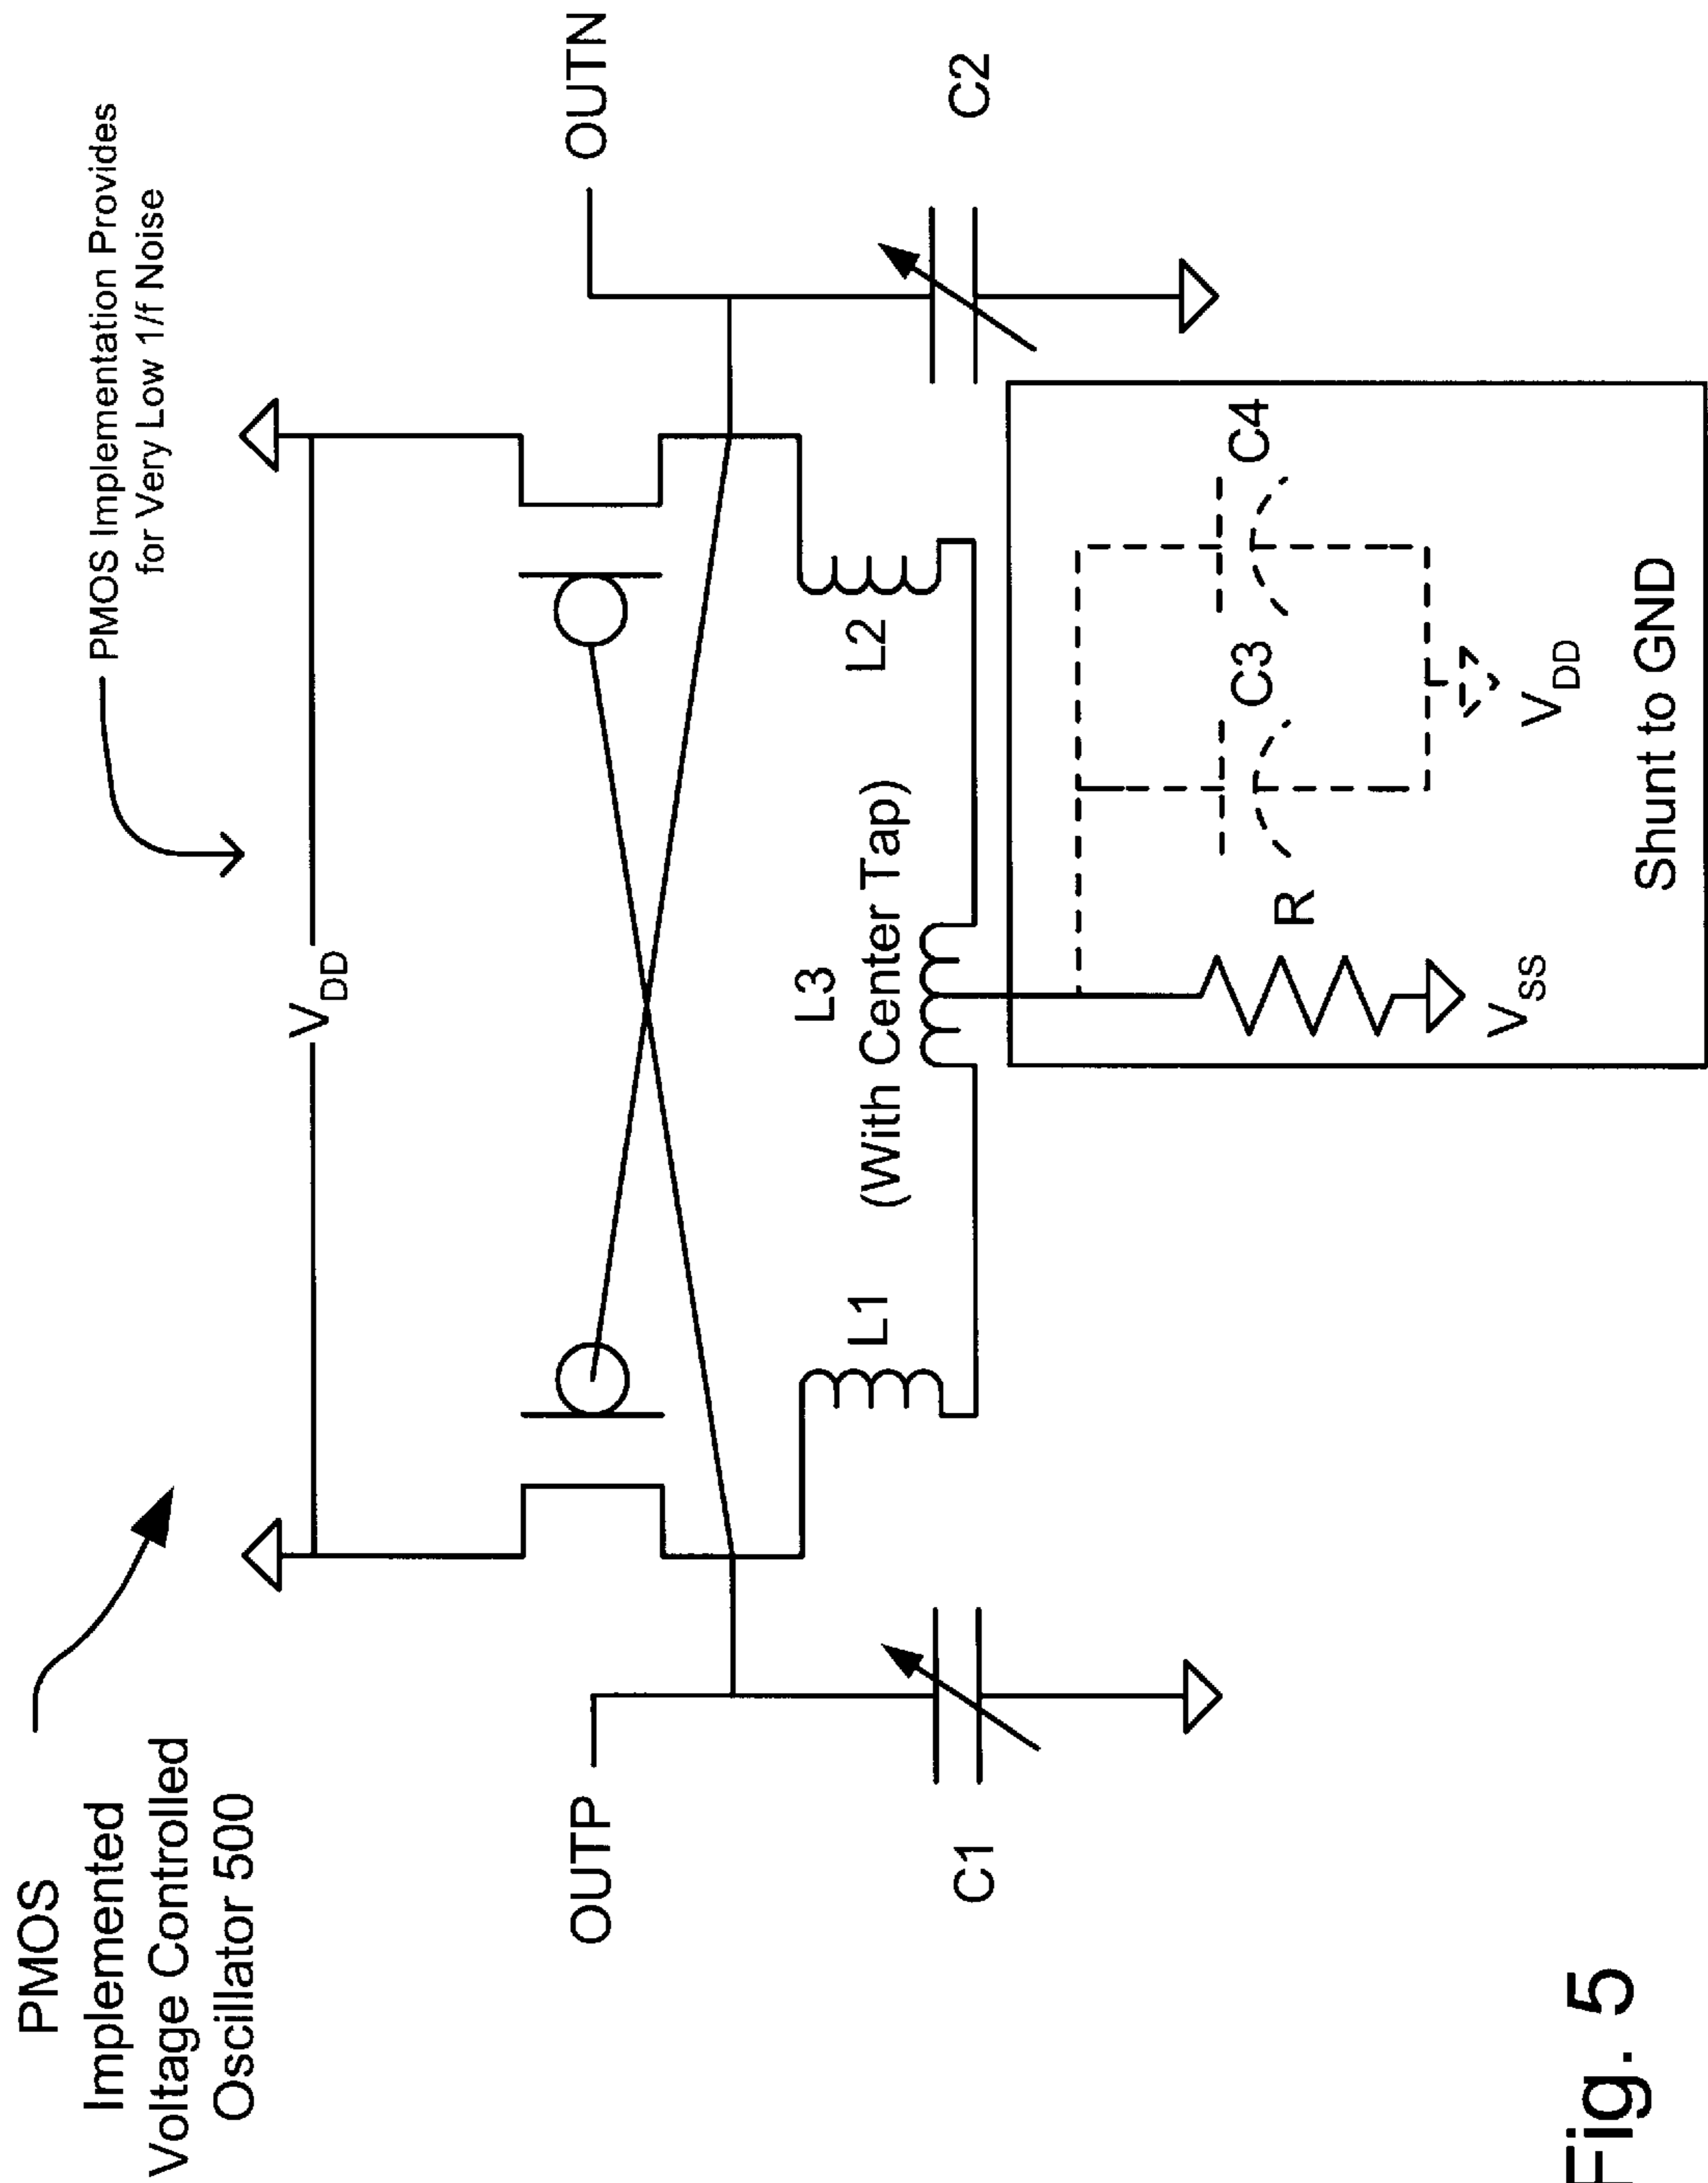 PMOS
Implemented
Voltage Controlled
Oscillator 500
PMOS Implementation Provides
for Very Low 1/f Noise
VDD
OUTP
OUTN
C1
L1
L3
(With Center Tap)
L2
C2
R
C3
C4
VSS
VDD
Shunt to GND
Fig. 5